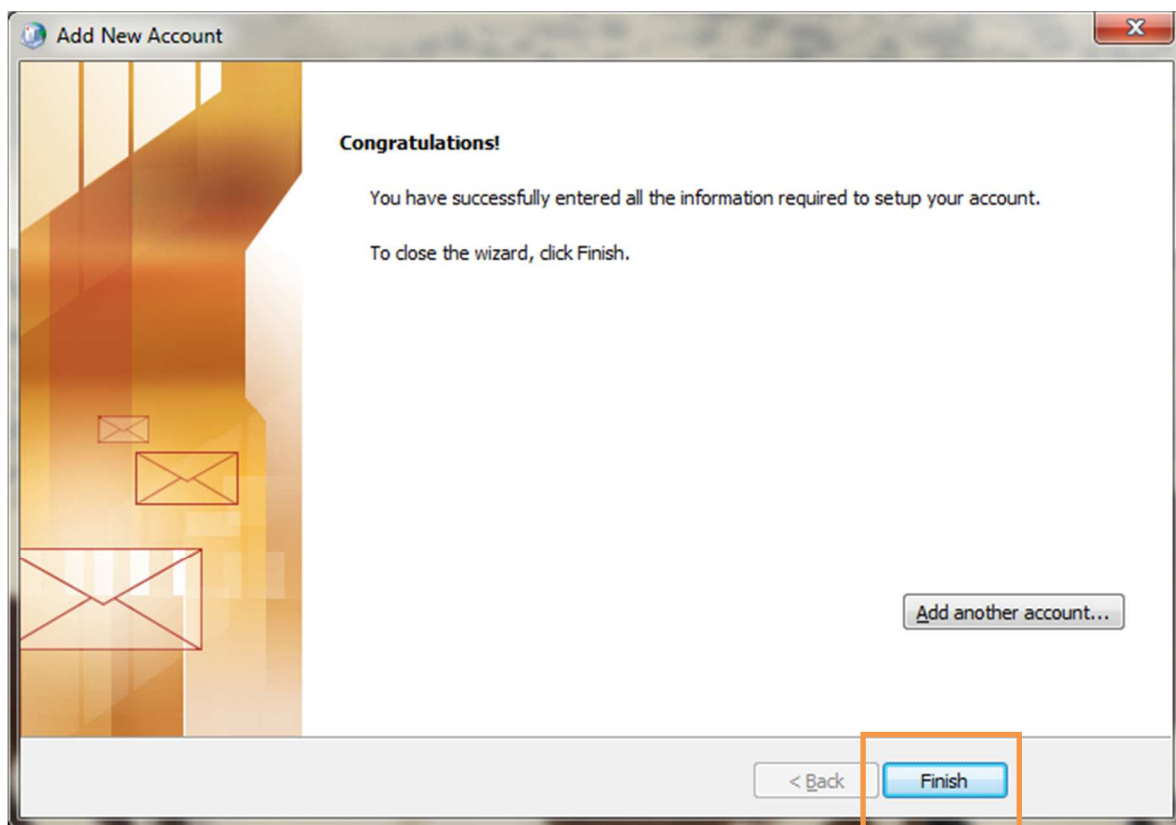 Add New Account
Congratulations!
You have successfully entered all the information required to setup your account.
To close the wizard, click Finish.
Add another account...
< Back
Finish